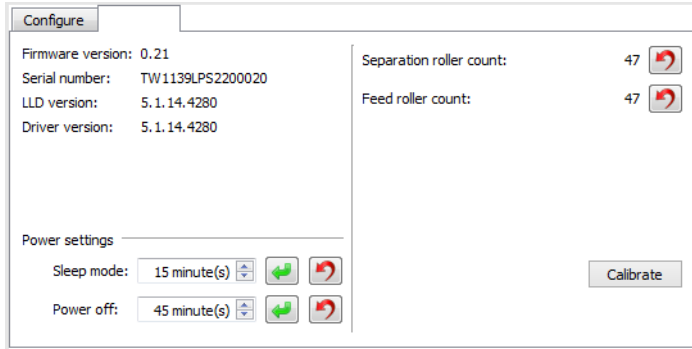 Configure
Firmware version: 0.21
Serial number: TW1139LPS2200020
LLD version: 5.1.14.4280
Driver version: 5.1.14.4280
Power settings
Sleep mode: 15 minute(s)
Power off: 45 minute(s)
Separation roller count: 47
Feed roller count: 47
Calibrate